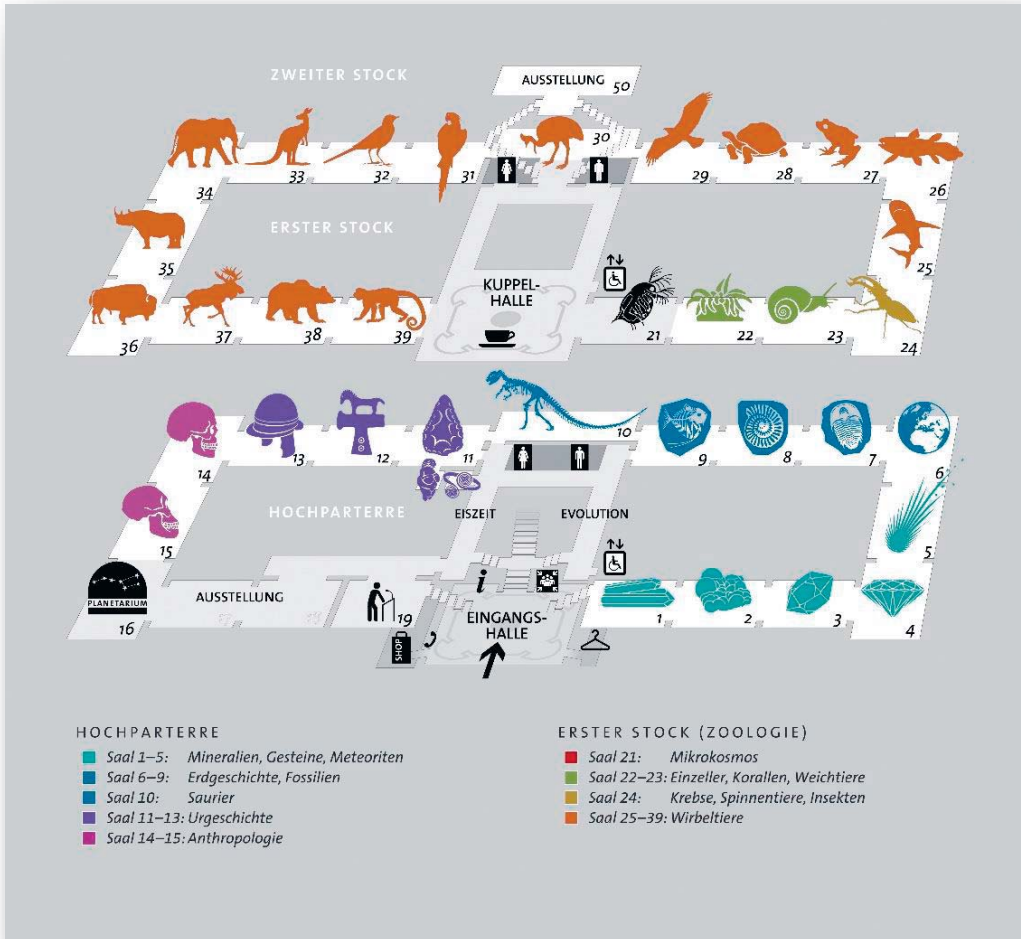 ZWEITER STOCK
AUSSTELLUNG 50
30
33 32 31 29 28 27
34 26
ERSTER STOCK
35 25
KUPPEL-
HALLE
36 37 38 39 21 22 23 24
10
13 12 11 9 8 7
14 6
HOCHPARTERRE EISZEIT EVOLUTION
15 5
PLANETARIUM
AUSSTELLUNG
i
16 19 1 2 3 4
EINGANGS-
HALLE
SHOP
HOCHPARTERRE
Saal 1–5: Mineralien, Gesteine, Meteoriten
Saal 6–9: Erdgeschichte, Fossilien
Saal 10: Saurier
Saal 11–13: Urgeschichte
Saal 14–15: Anthropologie
ERSTER STOCK (ZOOLOGIE)
Saal 21: Mikrokosmos
Saal 22–23: Einzeller, Korallen, Weichtiere
Saal 24: Krebse, Spinnentiere, Insekten
Saal 25–39: Wirbeltiere